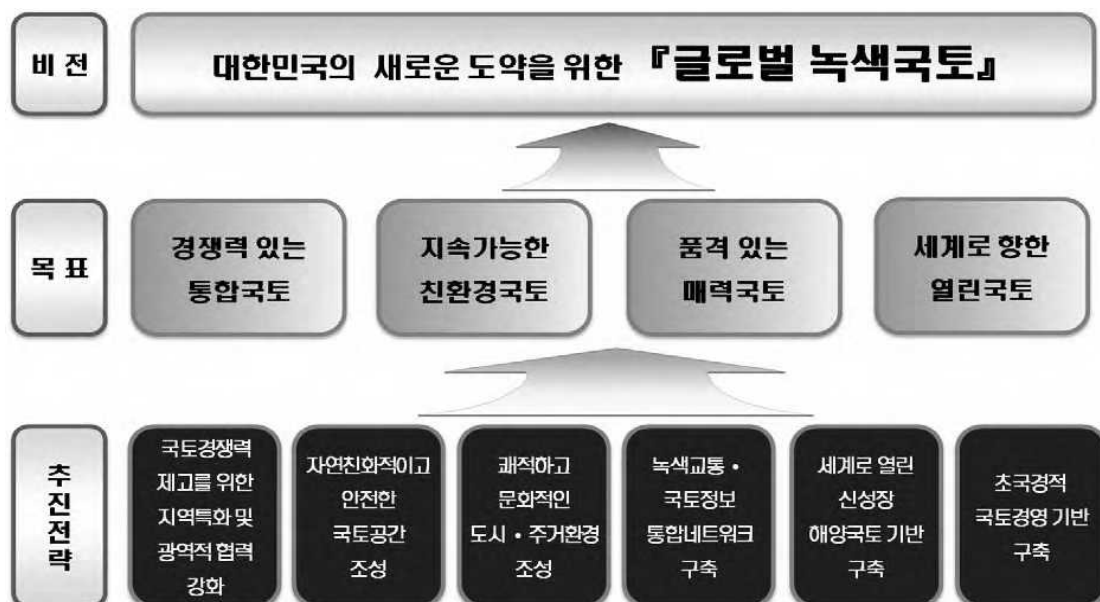 비 전
대한민국의 새로운 도약을 위한 『글로벌 녹색국토』
목 표
경쟁력 있는
통합국토
지속가능한
친환경국토
품격 있는
매력국토
세계로 향한
열린국토
추진전략
국토경쟁력
제고를 위한
지역특화 및
광역적 협력
강화
자연친화적이고
안전한
국토공간
조성
쾌적하고
문화적인
도시 • 주거환경
조성
녹색교통 •
국토정보
통합네트워크
구축
세계로 열린
신성장
해양국토 기반
구축
초국경적
국토경영 기반
구축